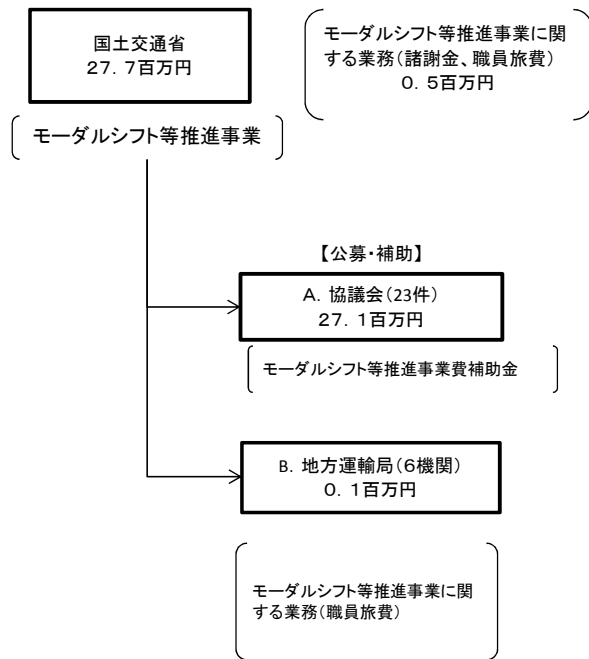 国土交通省
２７．７百万円
モーダルシフト等推進事業に関
する業務（諸謝金、職員旅費）
０．５百万円
モーダルシフト等推進事業
【公募・補助】
Ａ．協議会（23件）
２７．１百万円
モーダルシフト等推進事業費補助金
Ｂ．地方運輸局（６機関）
０．１百万円
モーダルシフト等推進事業に関
する業務（職員旅費）